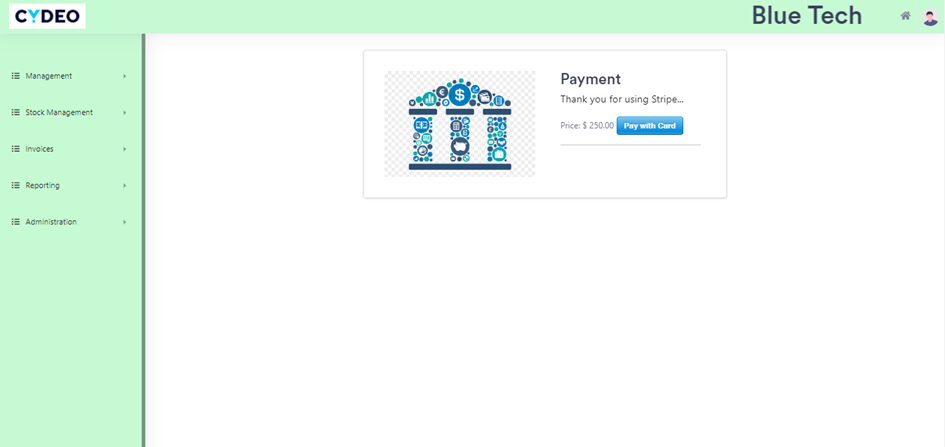 CYDEO
Blue Tech
Management
Stock Management
Invoices
Reporting
Administration
Payment
Thank you for using Stripe...
Price: $ 250.00 Pay with Card